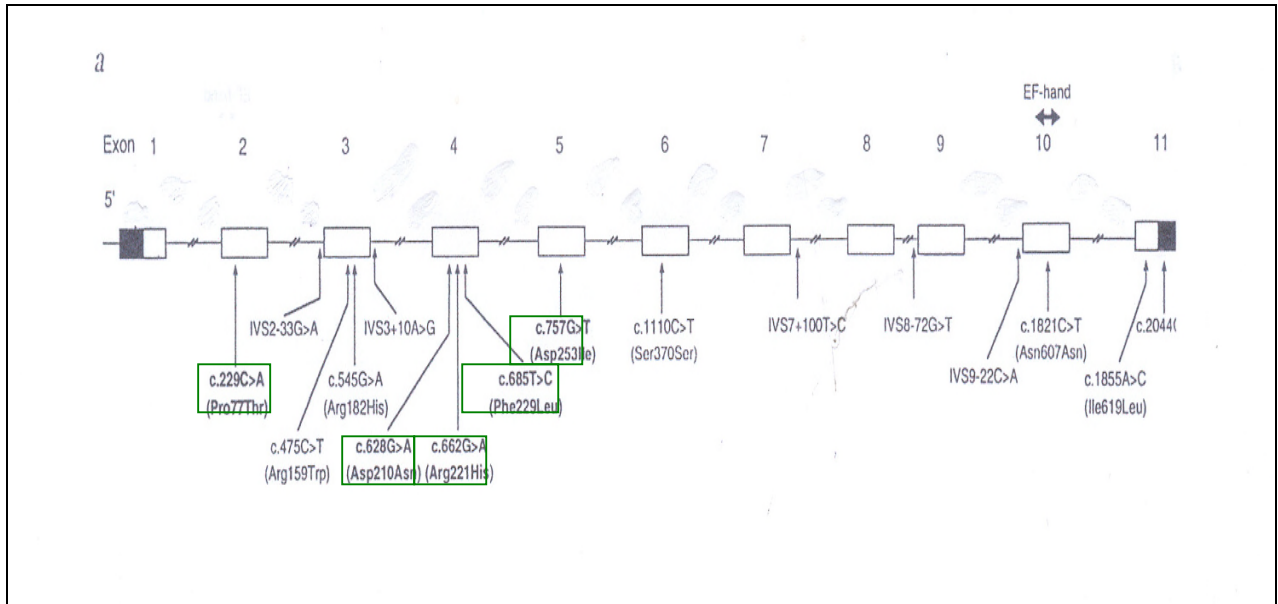 a
EF-hand
Exon 1 2 3 4 5 6 7 8 9 10 11
5'
IVS2-33G>A
IVS3+10A>G
c.757G>T
(Asp253Ile)
c.1110C>T
(Ser370Ser)
IVS7+100T>C
IVS8-72G>T
c.1821C>T
(Asn607Asn)
c.2044(
c.229C>A
(Pro77Thr)
c.545G>A
(Arg182His)
c.685T>C
(Phe229Leu)
IVS9-22C>A
c.1855A>C
(Ile619Leu)
c.475C>T
(Arg159Trp)
c.628G>A
(Asp210Asn)
c.662G>A
(Arg221His)